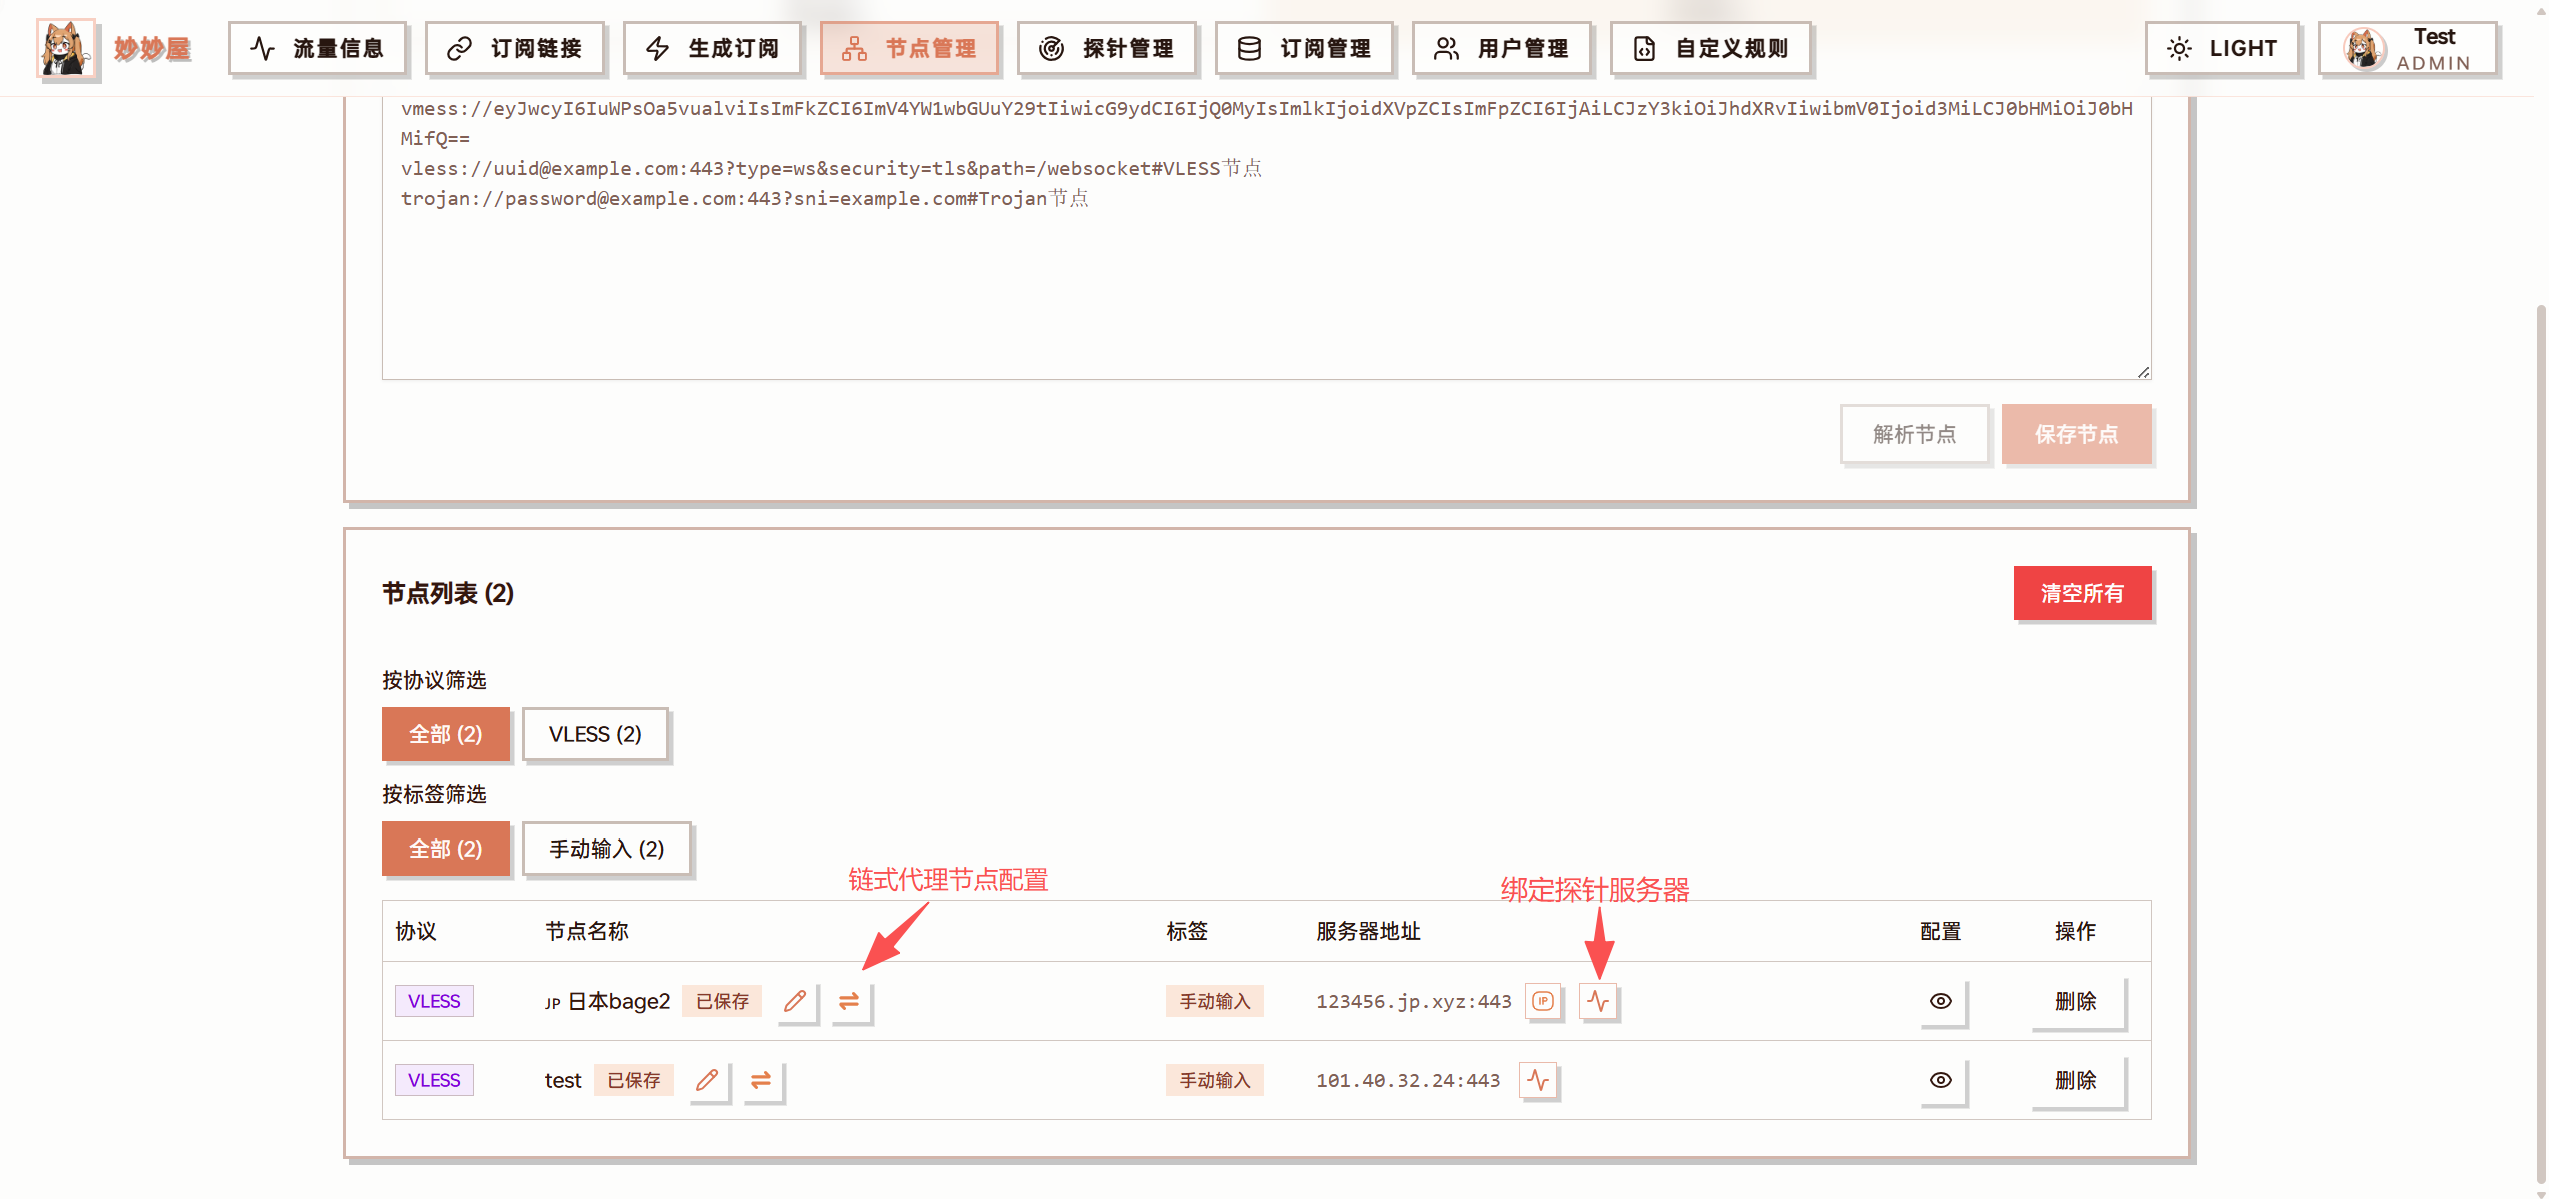 妙妙屋
流量信息
订阅链接
生成订阅
节点管理
探针管理
订阅管理
用户管理
自定义规则
LIGHT
Test
ADMIN
vmess://eyJwcyI6IuWPsOa5vualviIsImFkZCI6ImV4YW1wbGUuY29tIiwicG9ydCI6IjQ0MyIsImlkIjoidXVpZCIsImFpZCI6IjAiLCJzY3kiOiJhdXRvIiwibmV0Ijoid3MiLCJ0bHMiOiJ0bH
MifQ==
vless://uuid@example.com:443?type=ws&security=tls&path=/websocket#VLESS节点
trojan://password@example.com:443?sni=example.com#Trojan节点
解析节点
保存节点
节点列表 (2)
清空所有
按协议筛选
全部 (2)
VLESS (2)
按标签筛选
全部 (2)
手动输入 (2)
链式代理节点配置
绑定探针服务器
协议
节点名称
标签
服务器地址
配置
操作
VLESS
JP 日本bage2
已保存
手动输入
123456.jp.xyz:443
IP
删除
VLESS
test
已保存
手动输入
101.40.32.24:443
删除